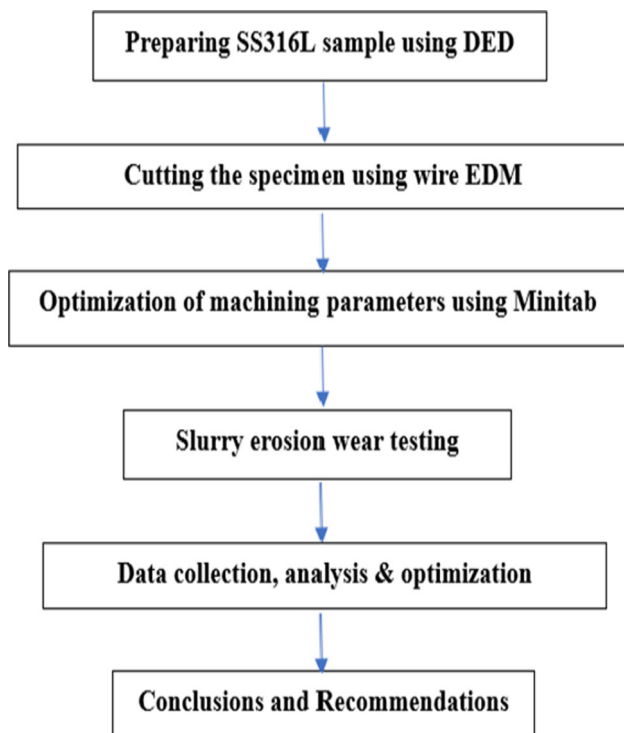 Preparing SS316L sample using DED
Cutting the specimen using wire EDM
Optimization of machining parameters using Minitab
Slurry erosion wear testing
Data collection, analysis & optimization
Conclusions and Recommendations